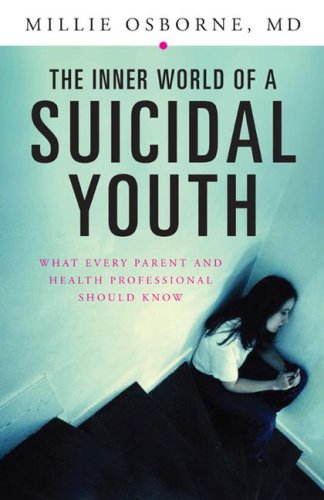 MILLIE OSBORNE, MD
THE INNER WORLD OF A
SUICIDAL
YOUTH
WHAT EVERY PARENT AND
HEALTH PROFESSIONAL
SHOULD KNOW